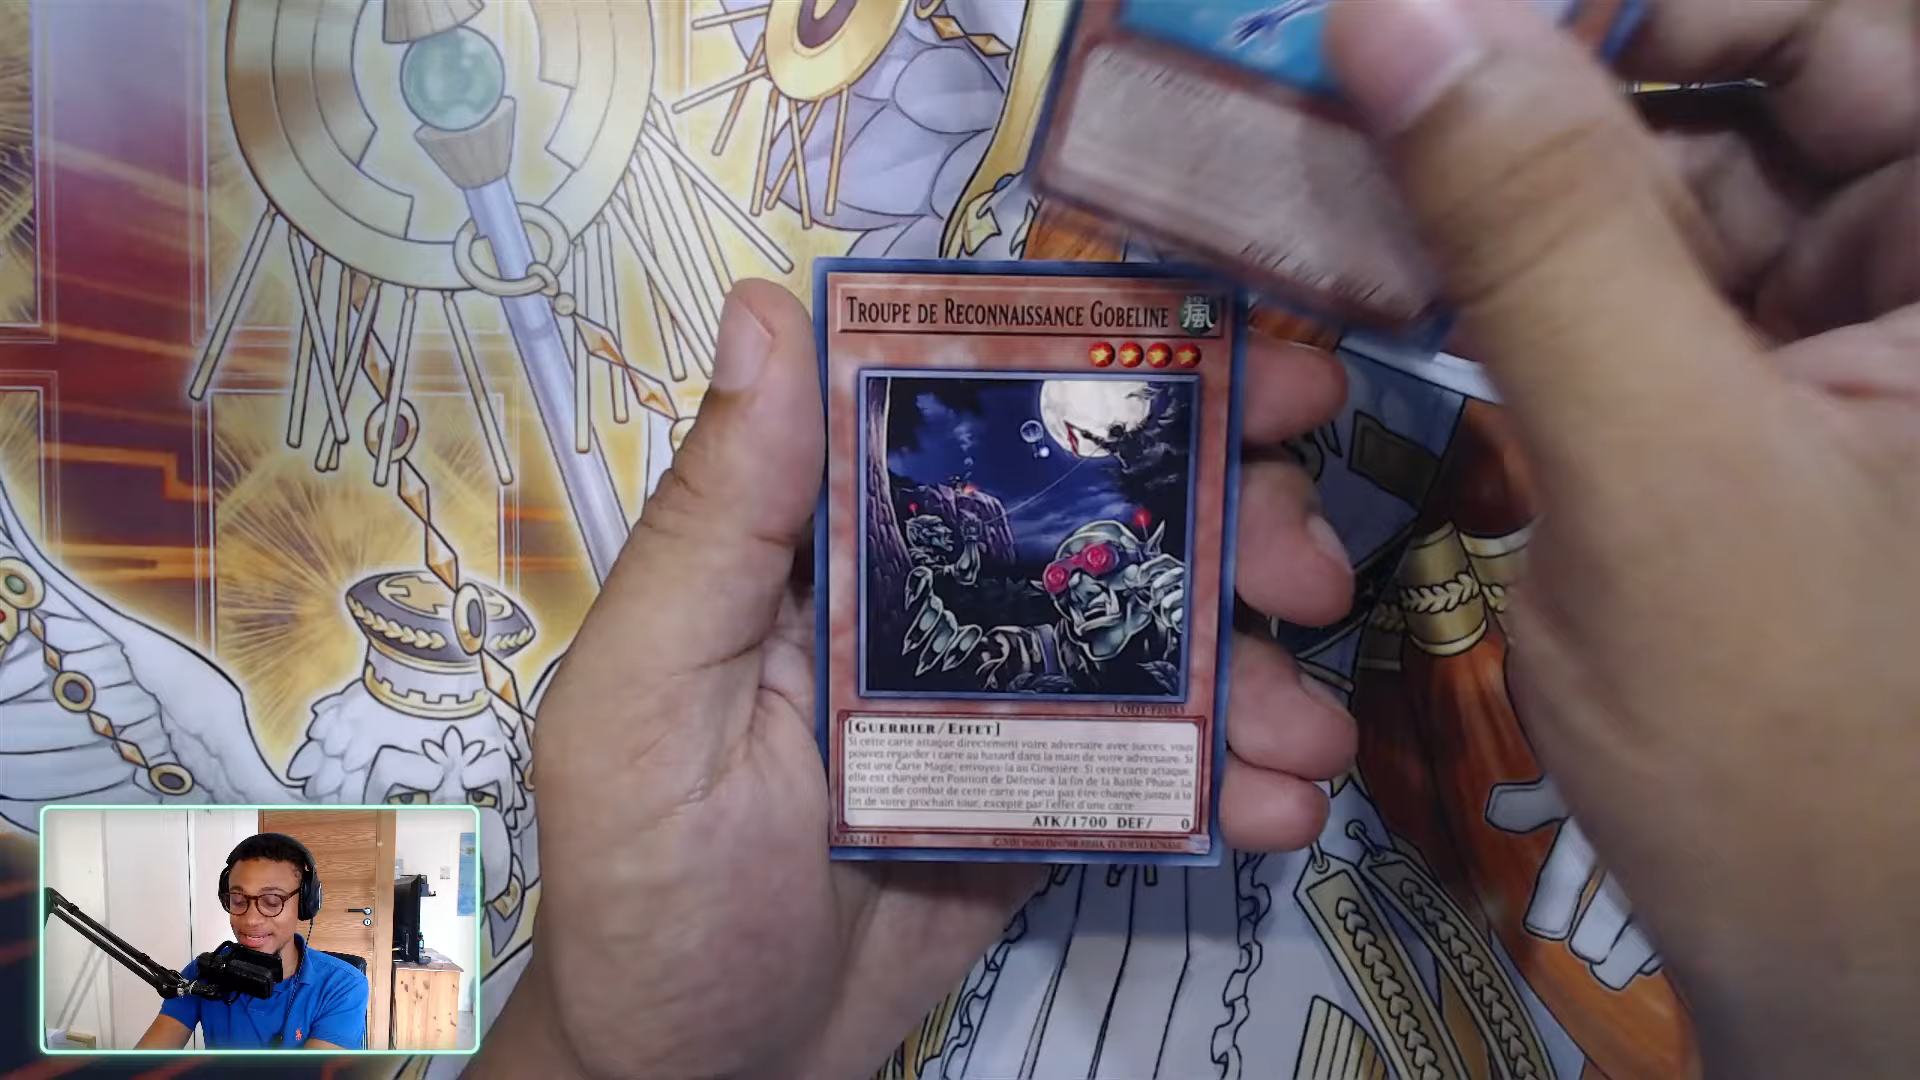 TROUPE DE RECONNAISSANCE GOBELINE
[GUERRIER/EFFET]
Si cette carte attaque directement votre adversaire avec succès, vous
pouvez regarder 1 carte au hasard dans la main de votre adversaire. Si
c'est une Carte Magie, envoyez-la au Cimetière. Si cette carte attaque,
elle est changée en Position de Défense à la fin de la Battle Phase. La
position de combat de cette carte ne peut pas être changée jusqu'à la
fin de votre prochain tour, excepté par l'effet d'une carte.
ATK/1700 DEF/ 0